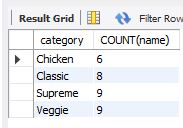 Result Grid Filter Row
category COUNT(name)
Chicken 6
Classic 8
Supreme 9
Veggie 9